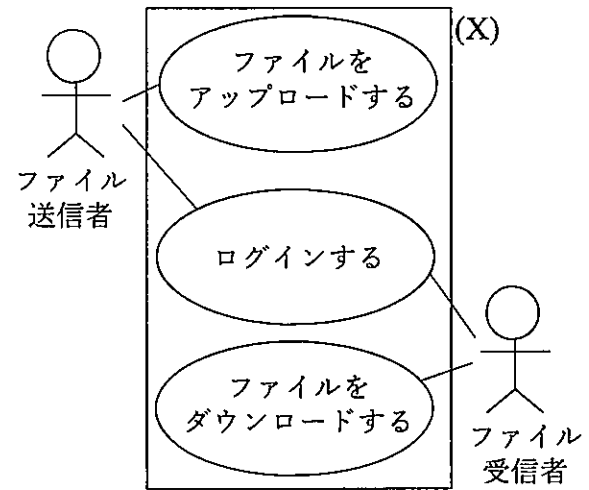 (X)
ファイルを
アップロードする
ファイル
送信者
ログインする
ファイルを
ダウンロードする
ファイル
受信者